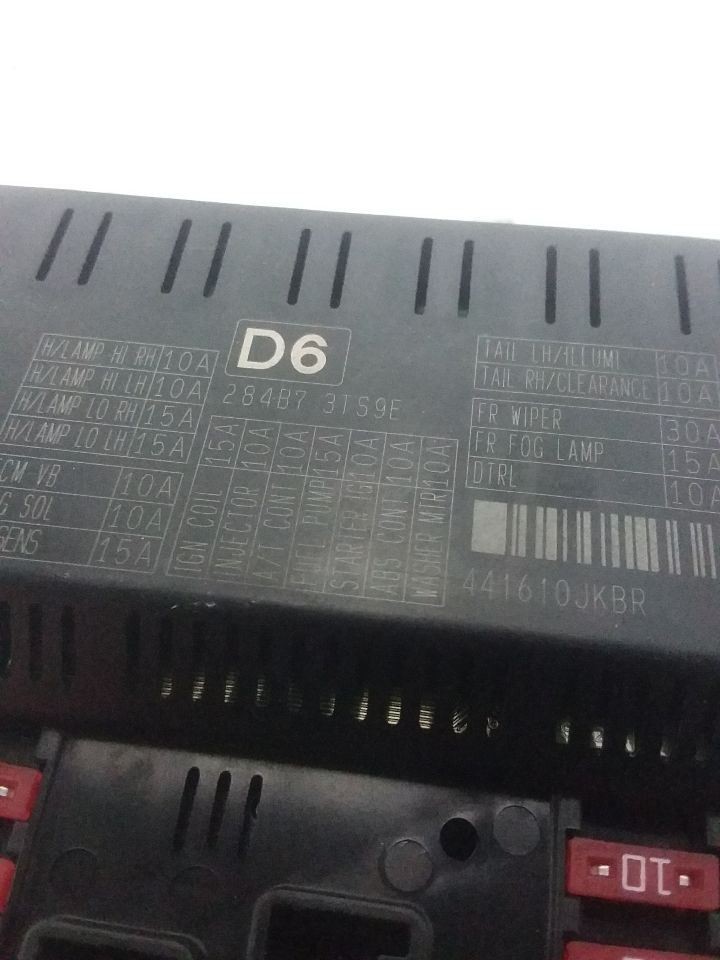 H/LAMP HI RH 10A
H/LAMP HI LH 10A
H/LAMP LO RH 15A
H/LAMP LO LH 15A
CM VB 10A
G SOL 10A
SENS 15A
D6
284B7 3TS9E
IGN COIL 15A
INJECTOR 10A
A/T CONT 10A
FUEL PUMP 15A
STARTER IGI 10A
ABS CONT 10A
WASHER MTR 10A
TAIL LH/ILLUMI 10A
TAIL RH/CLEARANCE 10A
FR WIPER 30A
FR FOG LAMP 15A
DTRL 10A
441610JKBR
10